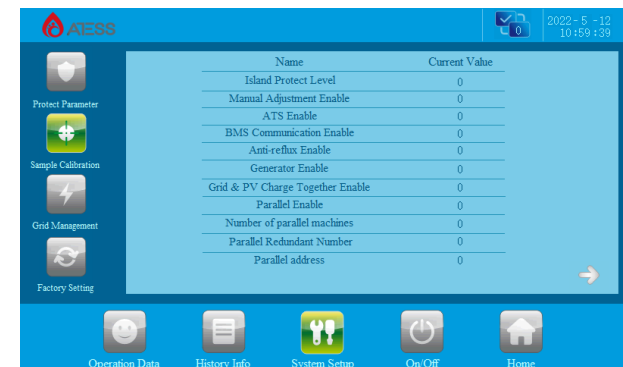 AESS
0
2022-5 -12
10:59:39
Protect Parameter
Sample Calibration
Grid Management
Factory Setting
Name Current Value
Island Protect Level 0
Manual Adjustment Enable 0
ATS Enable 0
BMS Communication Enable 0
Anti-reflux Enable 0
Generator Enable 0
Grid & PV Charge Together Enable 0
Parallel Enable 0
Number of parallel machines 0
Parallel Redundant Number 0
Parallel address 0
Operation Data History Info System Setup On/Off Home